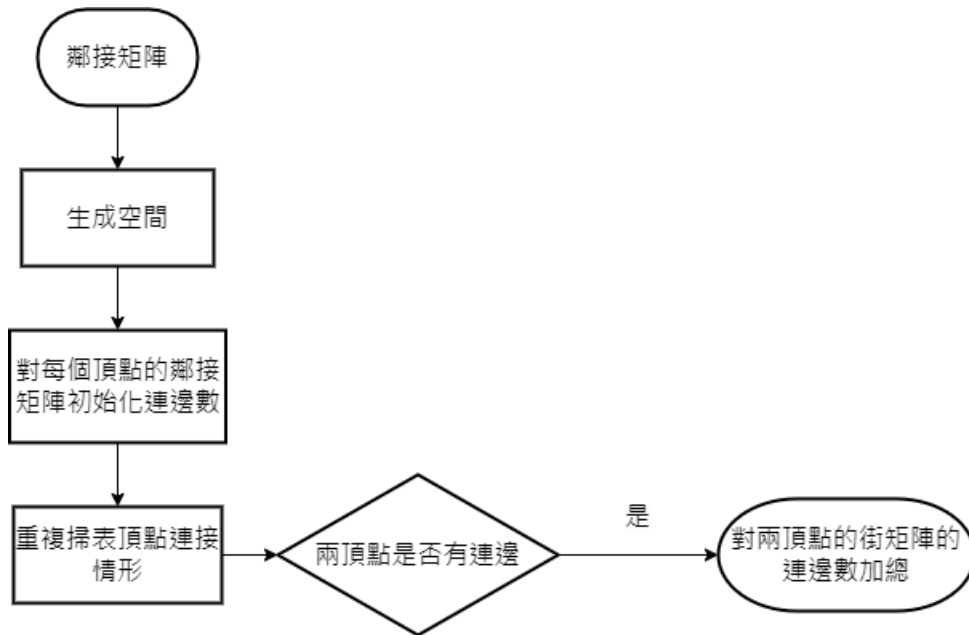 鄰接矩陣
生成空間
對每個頂點的鄰接
矩陣初始化連邊數
重複掃表頂點連接
情形
兩頂點是否有連邊
是
對兩頂點的街矩陣的
連邊數加總